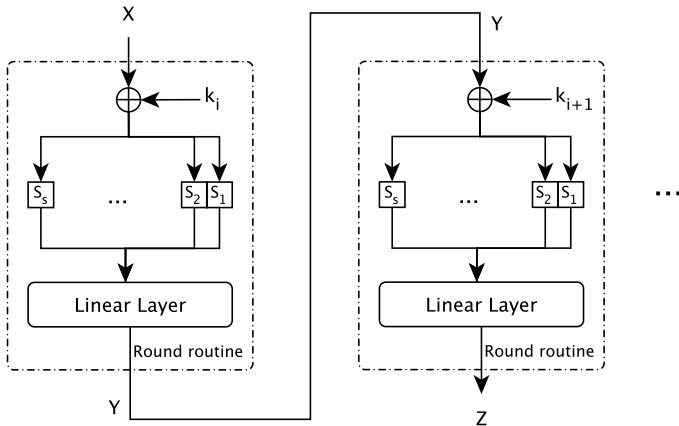 X
k_i
S_s ... S_2 S_1
Linear Layer
Round routine
Y
Y
k_{i+1}
S_s ... S_2 S_1
Linear Layer
Round routine
Z
...